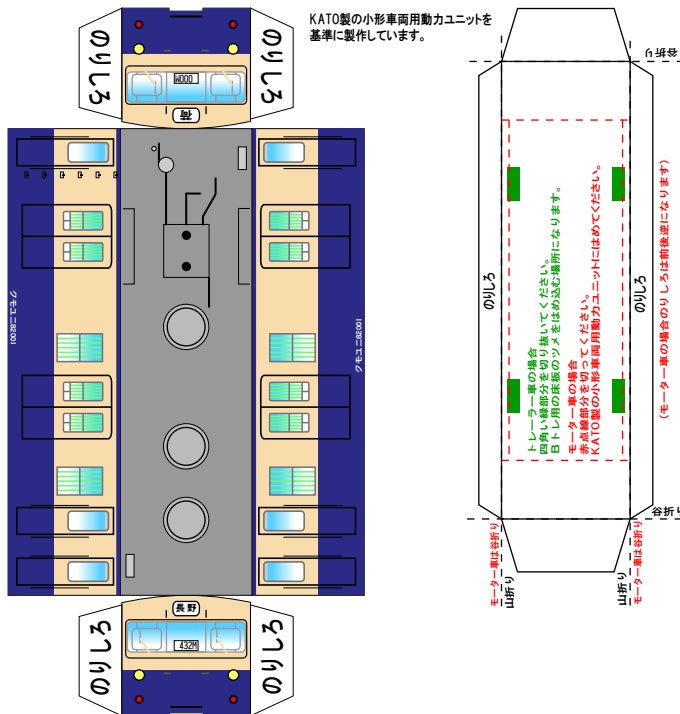 KATO製の小形車両用動力ユニットを
基準に製作しています。
のりしろ
のりしろ
WOOO
荷
クモユニ82001
クモユニ82001
長野
432M
のりしろ
のりしろ
谷折り
のりしろ
のりしろ
トレーラー車の場合
四角い緑部分を切り抜いてください。
Bトレ用の床板のツメをはめ込む場所になります。
モーター車の場合
赤点線部分を切ってください。
KATO製の小形車両用動力ユニットにはめてください。
(モーター車の場合のりしろは前後逆になります)
谷折り
モーター車は谷折り
山折り
山折り
モーター車は谷折り